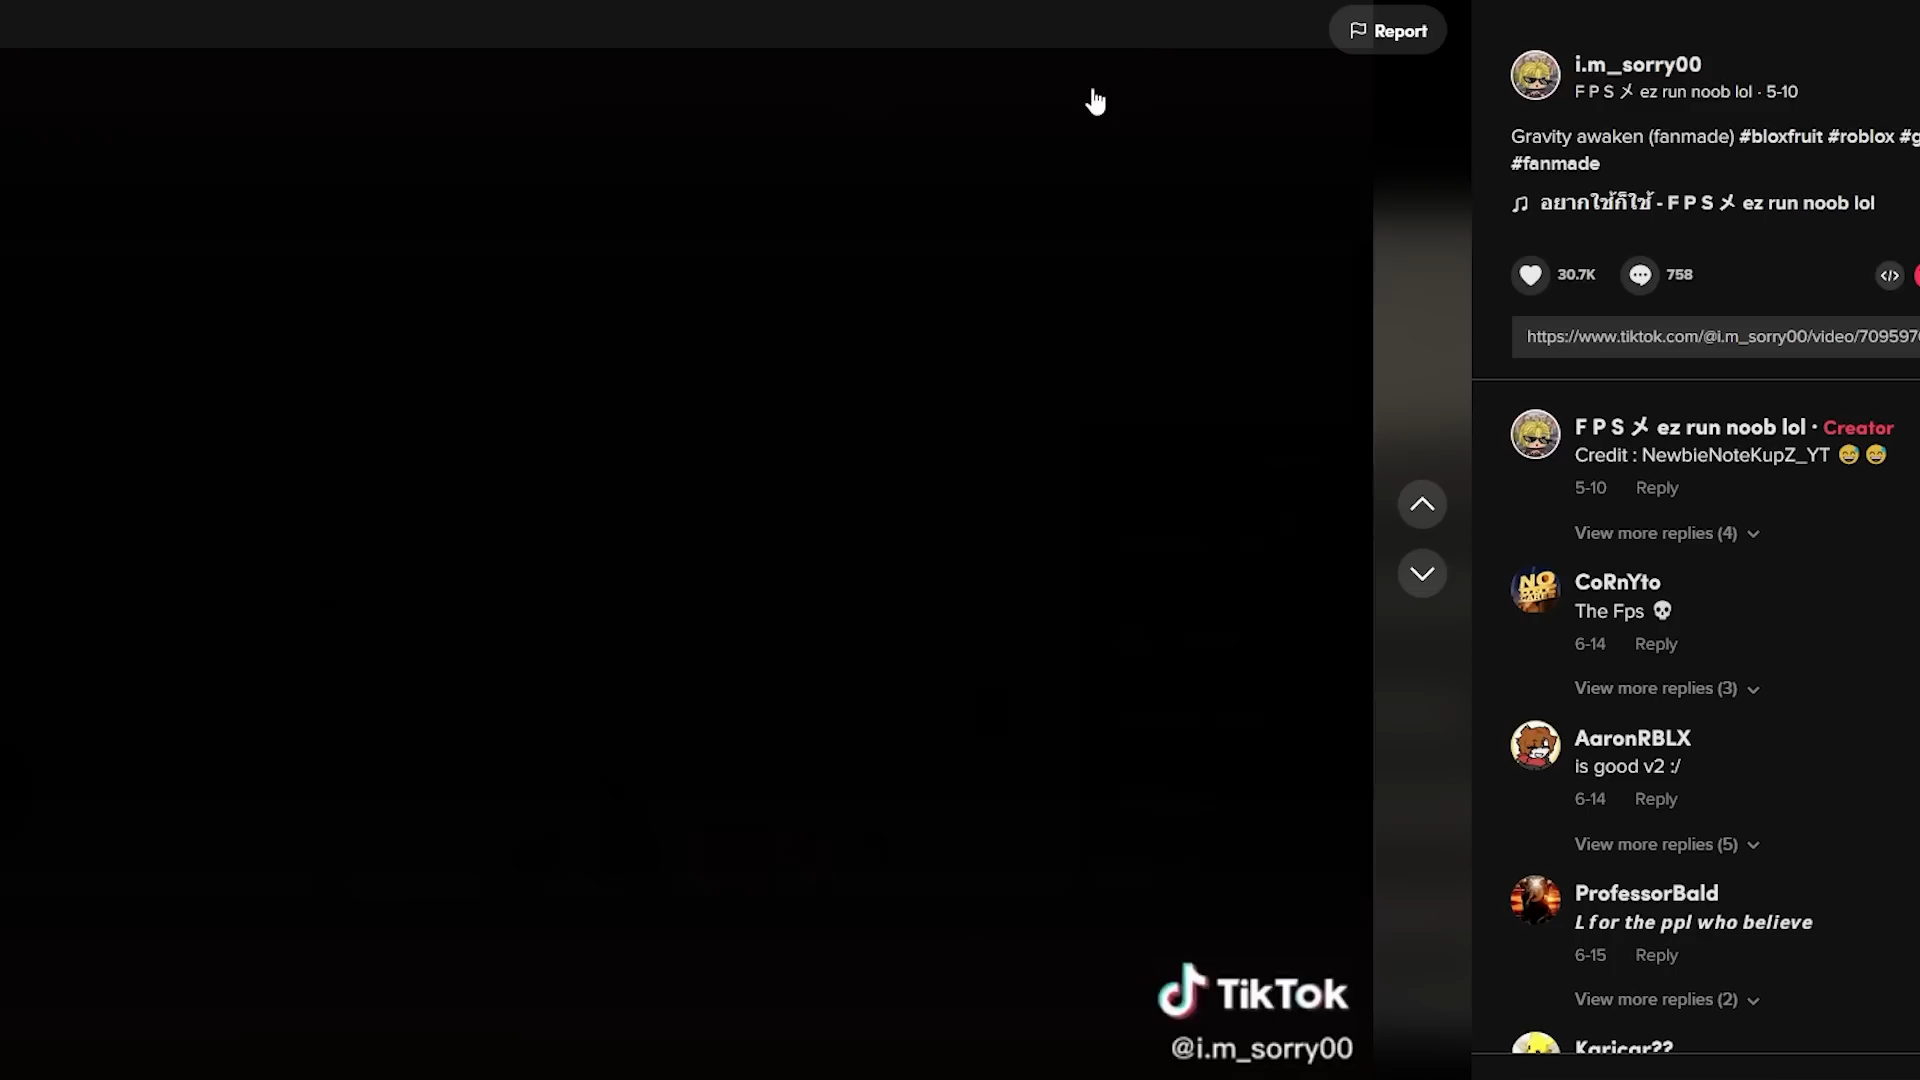 Report
i.m_sorry00
F P S メ ez run noob lol · 5-10
Gravity awaken (fanmade) #bloxfruit #roblox #g
#fanmade
อยากใช้ก็ใช้ - F P S メ ez run noob lol
30.7K
758
https://www.tiktok.com/@i.m_sorry00/video/709597
F P S メ ez run noob lol · Creator
Credit : NewbieNoteKupZ_YT 😅 😅
5-10 Reply
View more replies (4)
CoRnYto
The Fps 💀
6-14 Reply
View more replies (3)
AaronRBLX
is good v2 :/
6-14 Reply
View more replies (5)
ProfessorBald
L for the ppl who believe
6-15 Reply
View more replies (2)
Karicar??
TikTok
@i.m_sorry00